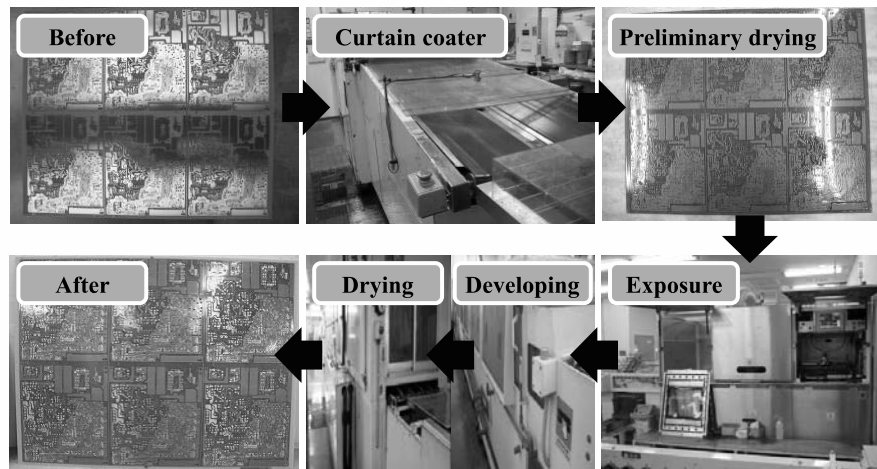 Before
Curtain coater
Preliminary drying
Exposure
Developing
Drying
After